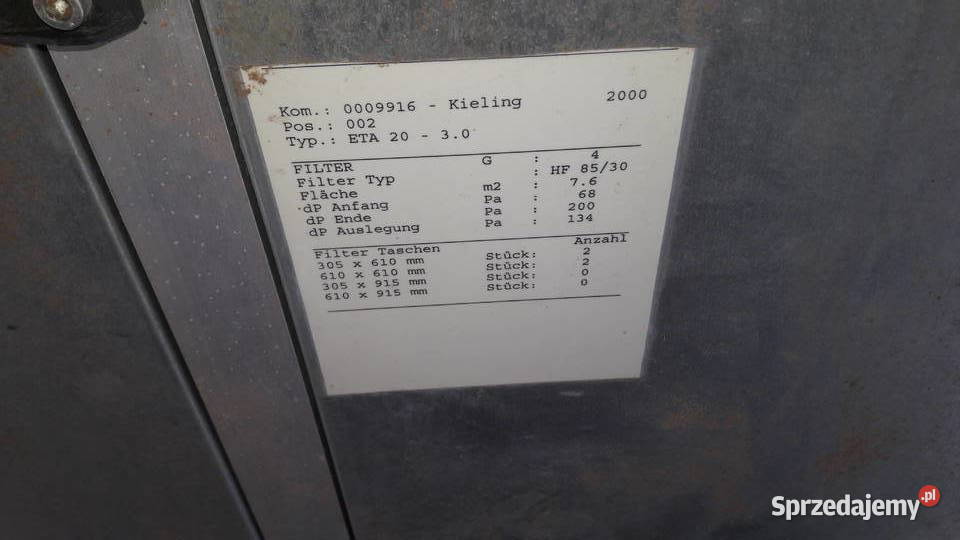 Kom.: 0009916 - Kieling 2000
Pos.: 002
Typ.: ETA 20 - 3.0
FILTER G : 4
Filter Typ : HF 85/30
Fläche m2 : 7.6
dP Anfang Pa : 68
dP Ende Pa : 200
dP Auslegung Pa : 134
Filter Taschen Anzahl
305 x 610 mm Stück: 2
610 x 610 mm Stück: 2
305 x 915 mm Stück: 0
610 x 915 mm Stück: 0
Sprzedajemy.pl